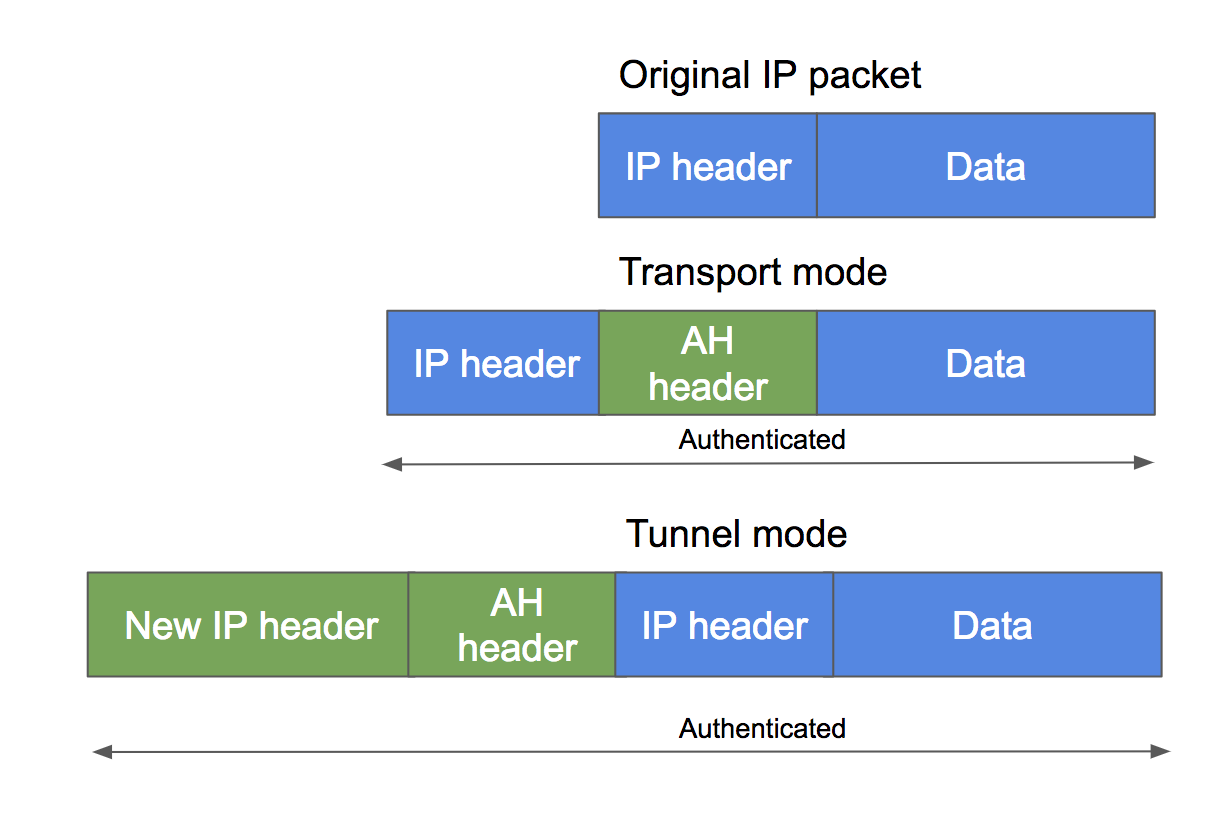 Original IP packet
IP header
Data
Transport mode
IP header
AH
header
Data
Authenticated
Tunnel mode
New IP header
AH
header
IP header
Data
Authenticated